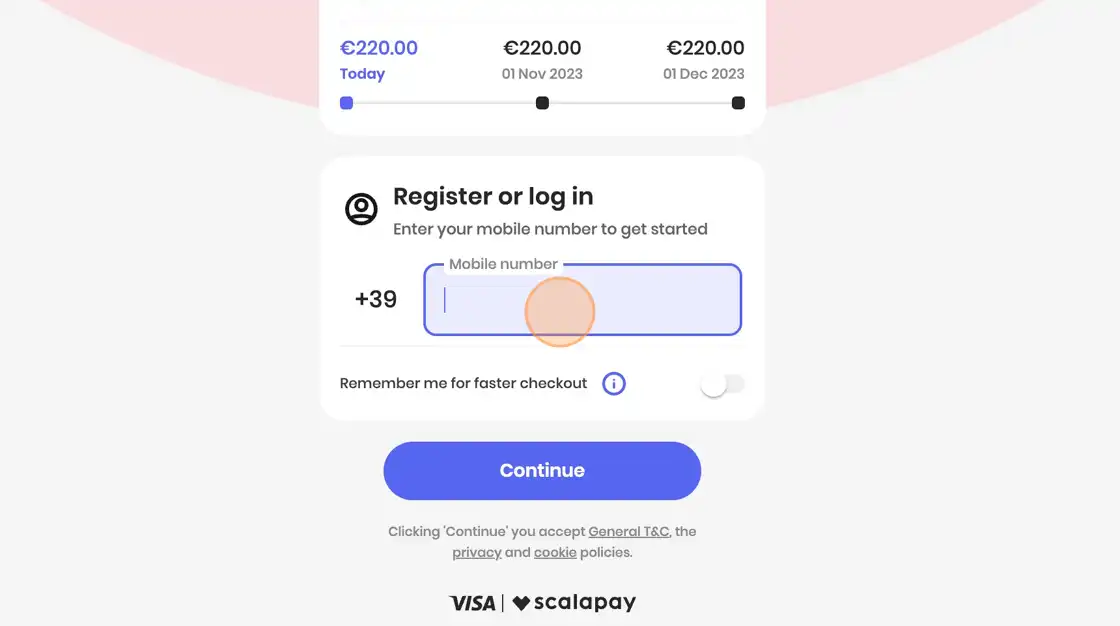 €220.00 €220.00 €220.00
Today 01 Nov 2023 01 Dec 2023
Register or log in
Enter your mobile number to get started
Mobile number
+39
Remember me for faster checkout i
Continue
Clicking 'Continue' you accept General T&C, the
privacy and cookie policies.
VISA | scalapay